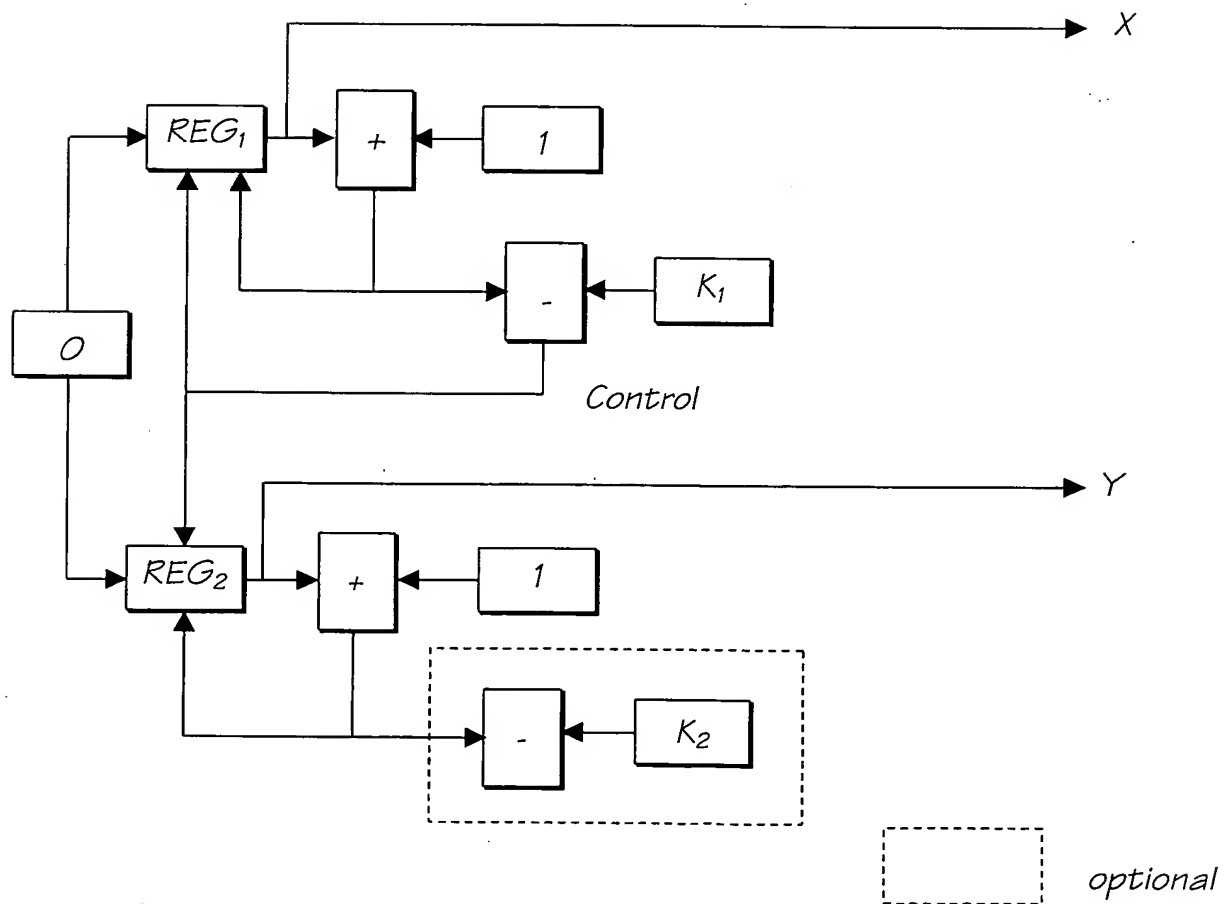 X
REG₁
+
1
-
K₁
O
Control
Y
REG₂
+
1
-
K₂
optional